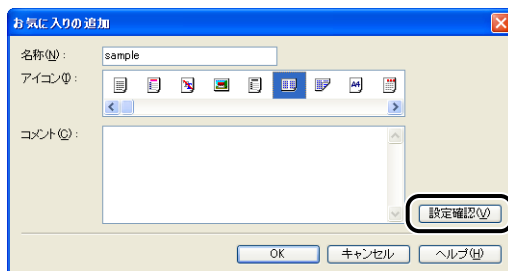 お気に入りの追加
名称(N):
sample
アイコン(I):
A4
コメント(C):
設定確認(V)
OK
キャンセル
ヘルプ(H)